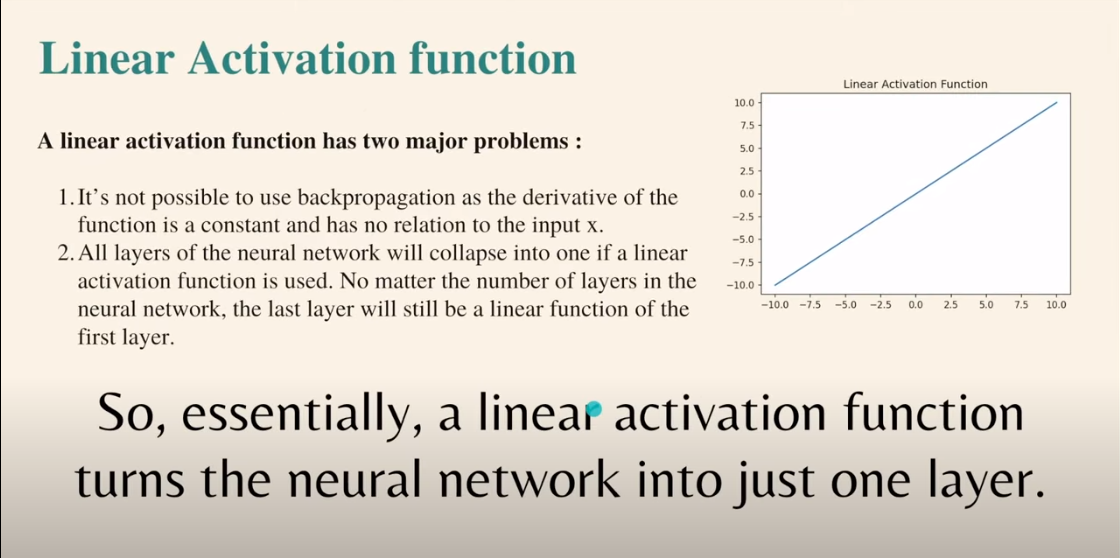 Linear Activation function
A linear activation function has two major problems :
1. It's not possible to use backpropagation as the derivative of the
function is a constant and has no relation to the input x.
2. All layers of the neural network will collapse into one if a linear
activation function is used. No matter the number of layers in the
neural network, the last layer will still be a linear function of the
first layer.
Linear Activation Function
10.0
7.5
5.0
2.5
0.0
−2.5
−5.0
−7.5
−10.0
−10.0 −7.5 −5.0 −2.5 0.0 2.5 5.0 7.5 10.0
So, essentially, a linear activation function
turns the neural network into just one layer.